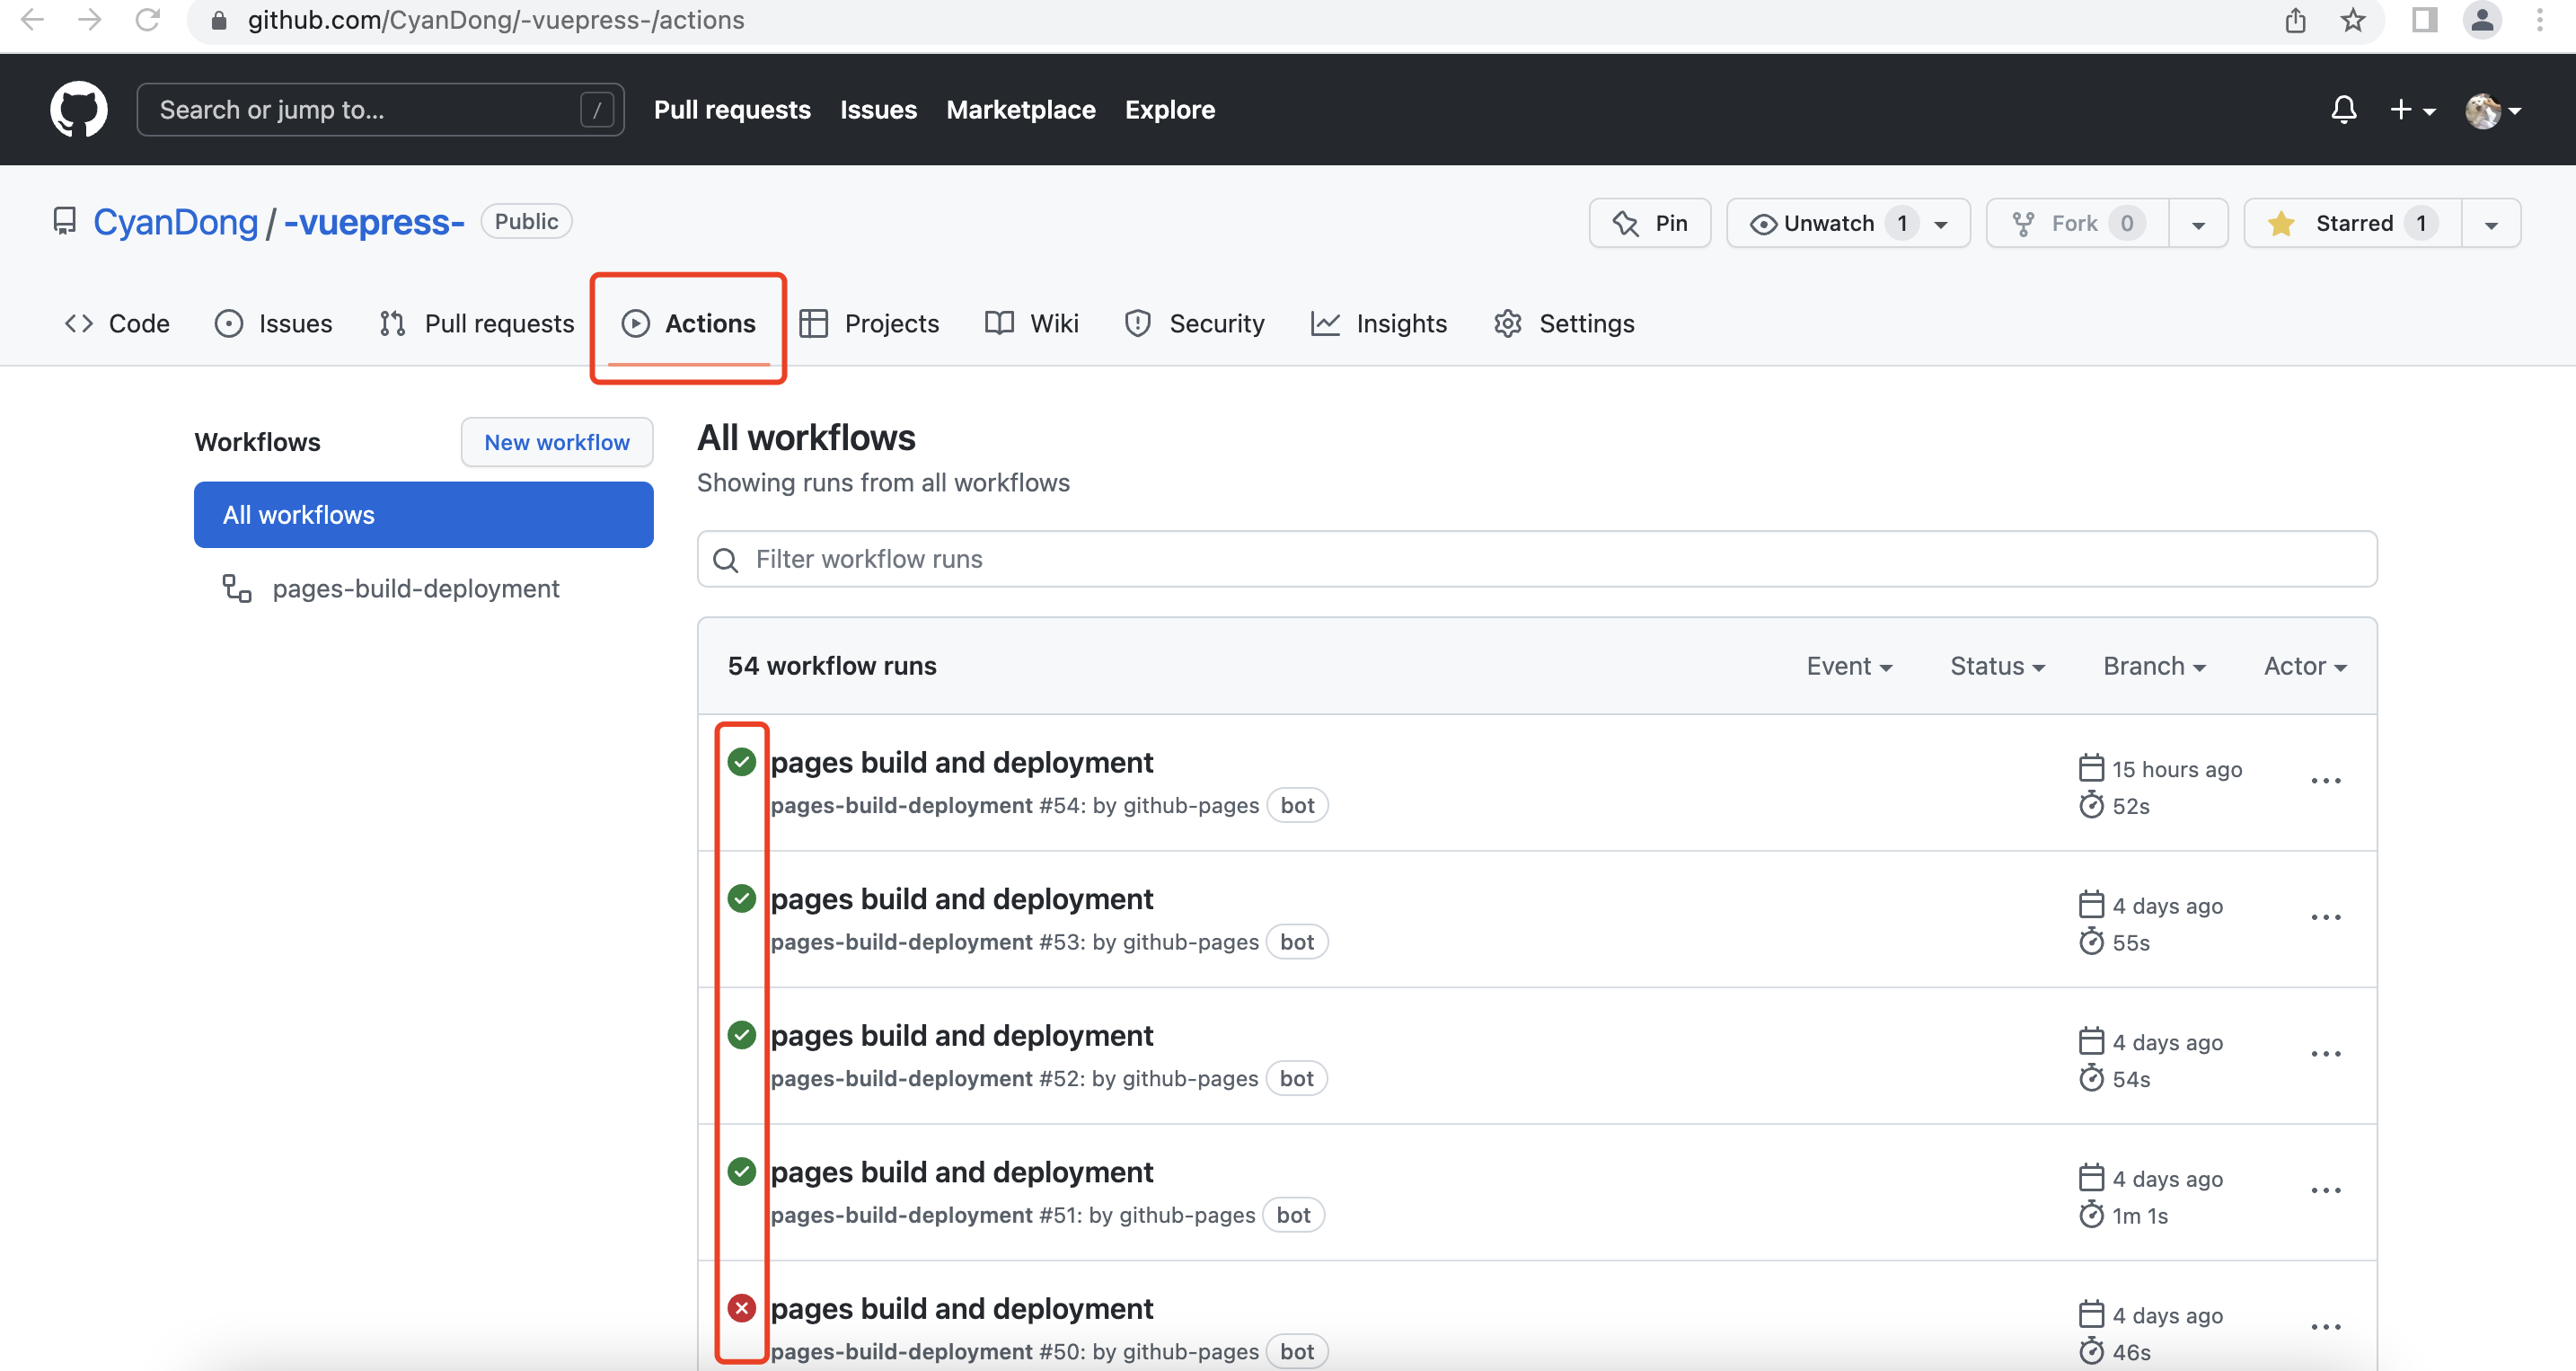 github.com/CyanDong/-vuepress-/actions
Search or jump to... / Pull requests Issues Marketplace Explore
CyanDong / -vuepress- Public Pin Unwatch 1 Fork 0 Starred 1
Code Issues Pull requests Actions Projects Wiki Security Insights Settings
Workflows New workflow
All workflows
pages-build-deployment
All workflows
Showing runs from all workflows
Filter workflow runs
54 workflow runs Event Status Branch Actor
pages build and deployment
pages-build-deployment #54: by github-pages bot
15 hours ago
52s
pages build and deployment
pages-build-deployment #53: by github-pages bot
4 days ago
55s
pages build and deployment
pages-build-deployment #52: by github-pages bot
4 days ago
54s
pages build and deployment
pages-build-deployment #51: by github-pages bot
4 days ago
1m 1s
pages build and deployment
pages-build-deployment #50: by github-pages bot
4 days ago
46s